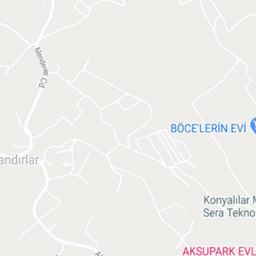 Menderes Cd.
BÖCE'LERİN EVİ
andırlar
Konyalılar M
Sera Tekno
AKSUPARK EVL